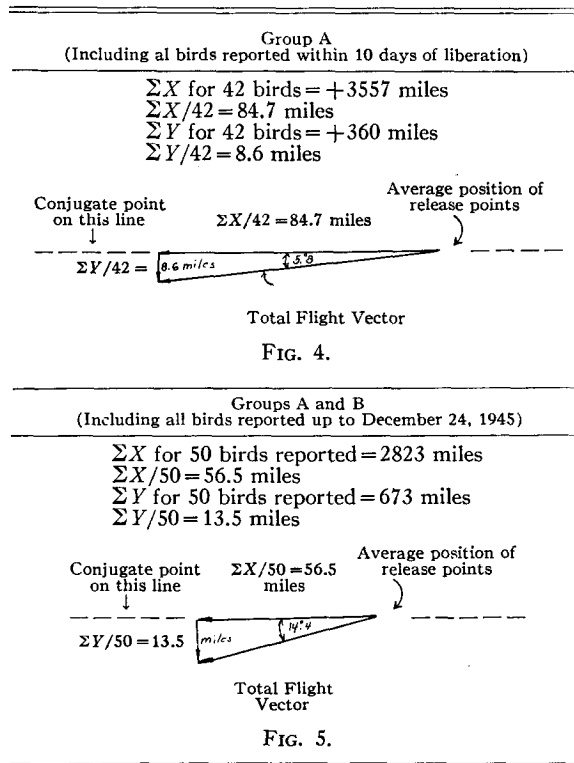 Group A
(Including al birds reported within 10 days of liberation)
ΣX for 42 birds = +3557 miles
ΣX/42 = 84.7 miles
ΣY for 42 birds = +360 miles
ΣY/42 = 8.6 miles
Average position of
release points
Conjugate point
on this line
ΣX/42 = 84.7 miles
ΣY/42 =
8.6 miles
5.°8
Total Flight Vector
FIG. 4.
Groups A and B
(Including all birds reported up to December 24, 1945)
ΣX for 50 birds reported = 2823 miles
ΣX/50 = 56.5 miles
ΣY for 50 birds reported = 673 miles
ΣY/50 = 13.5 miles
Average position of
release points
Conjugate point
on this line
ΣX/50 = 56.5
miles
ΣY/50 = 13.5
miles
14.°4
Total Flight
Vector
FIG. 5.